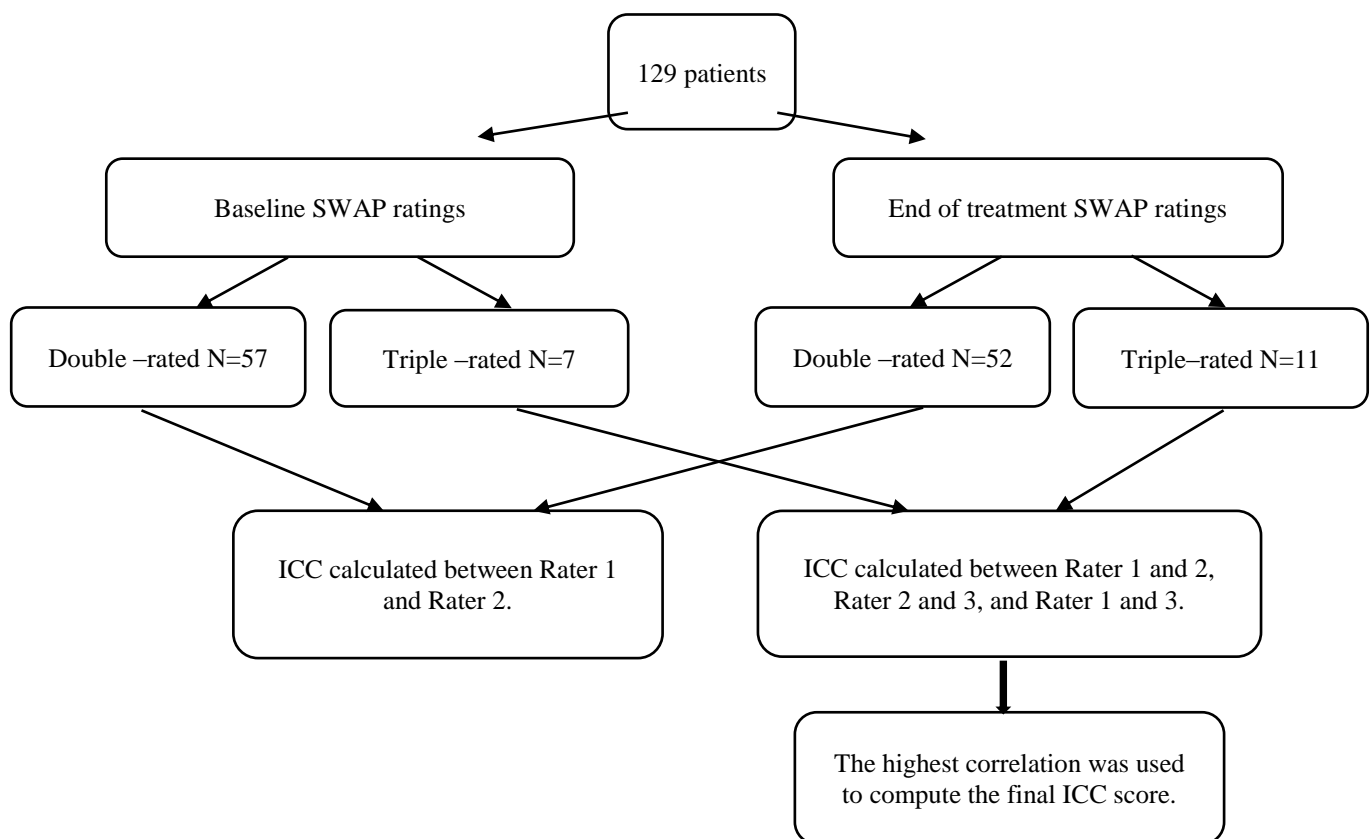 129 patients
Baseline SWAP ratings
End of treatment SWAP ratings
Double –rated N=57
Triple –rated N=7
Double –rated N=52
Triple–rated N=11
ICC calculated between Rater 1
and Rater 2.
ICC calculated between Rater 1 and 2,
Rater 2 and 3, and Rater 1 and 3.
The highest correlation was used
to compute the final ICC score.